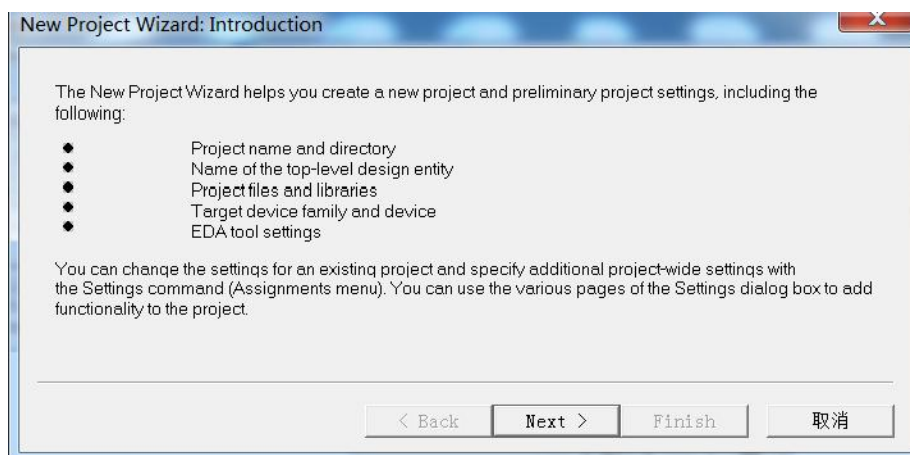 New Project Wizard: Introduction
X
The New Project Wizard helps you create a new project and preliminary project settings, including the
following:
● Project name and directory
● Name of the top-level design entity
● Project files and libraries
● Target device family and device
● EDA tool settings
You can change the settings for an existing project and specify additional project-wide settings with
the Settings command (Assignments menu). You can use the various pages of the Settings dialog box to add
functionality to the project.
< Back Next > Finish 取消